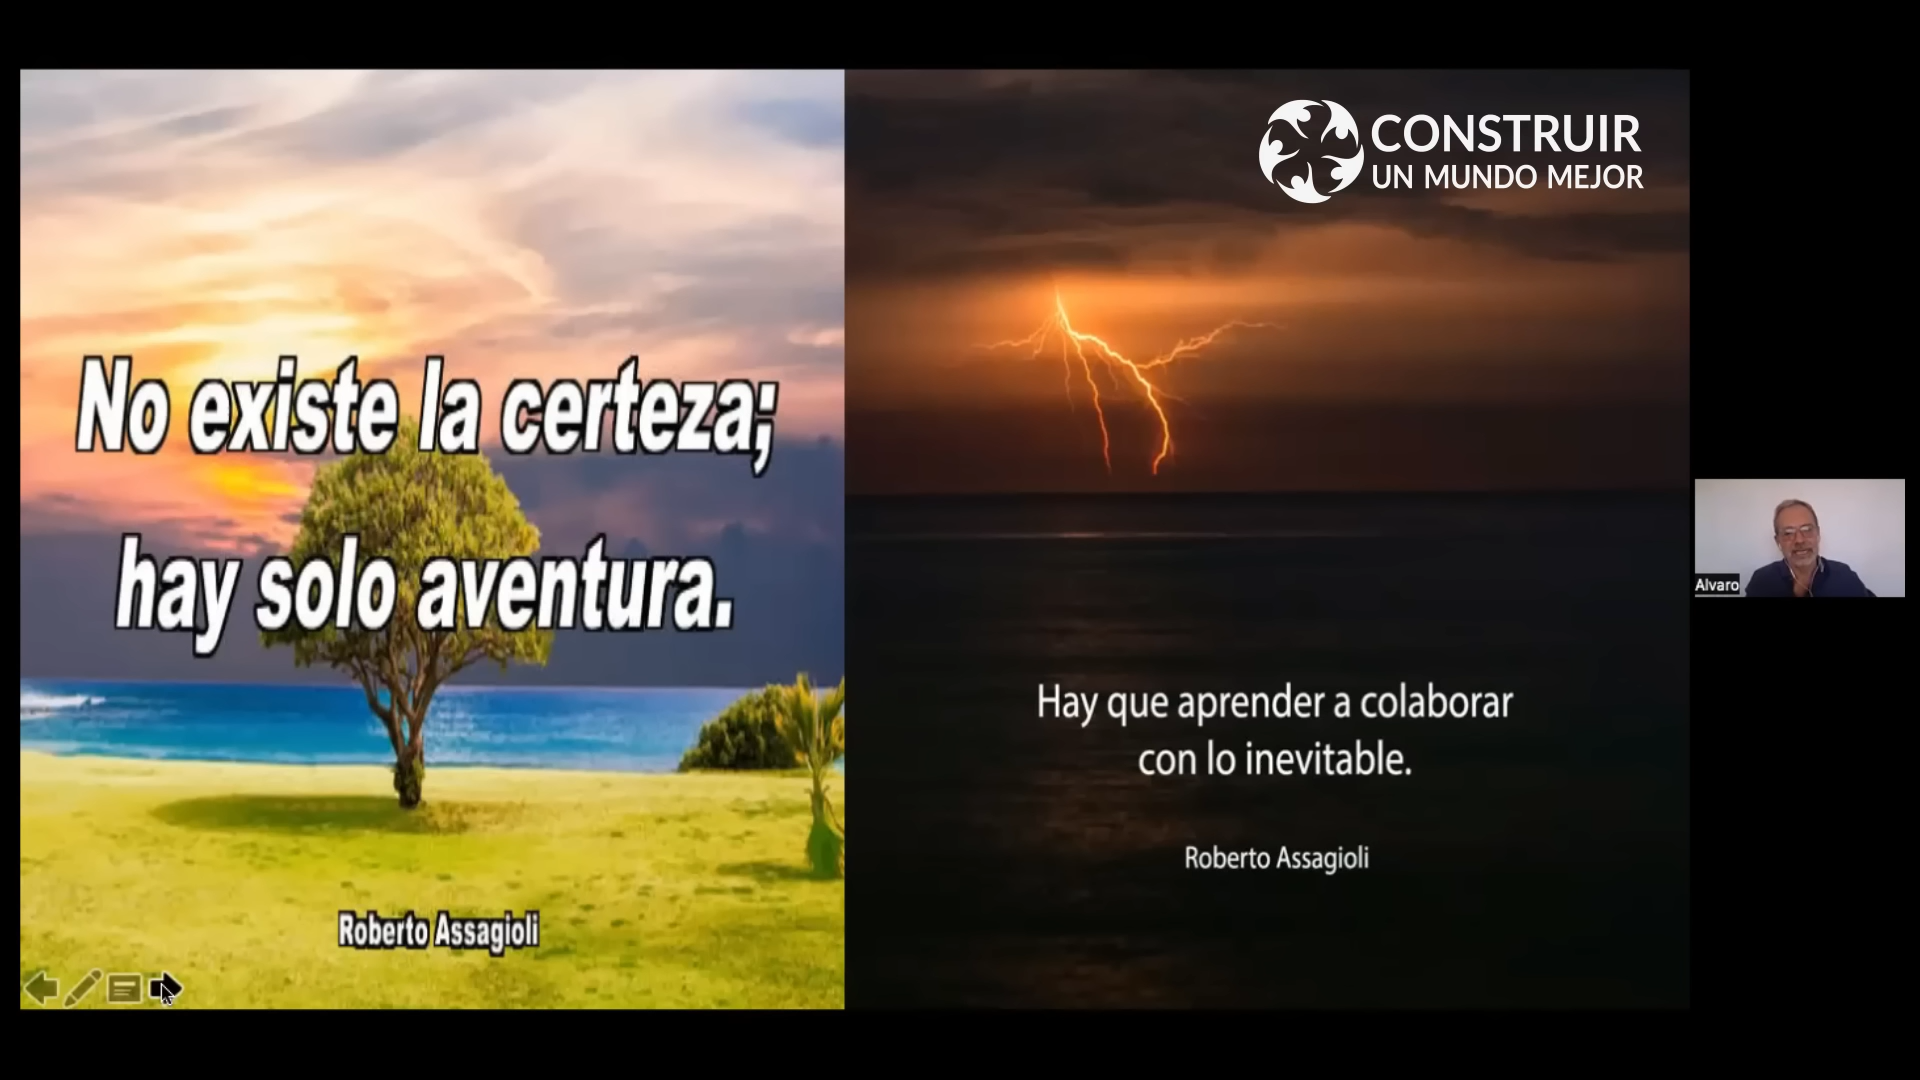 No existe la certeza;
hay solo aventura.
Roberto Assagioli
CONSTRUIR
UN MUNDO MEJOR
Hay que aprender a colaborar
con lo inevitable.
Roberto Assagioli
Alvaro